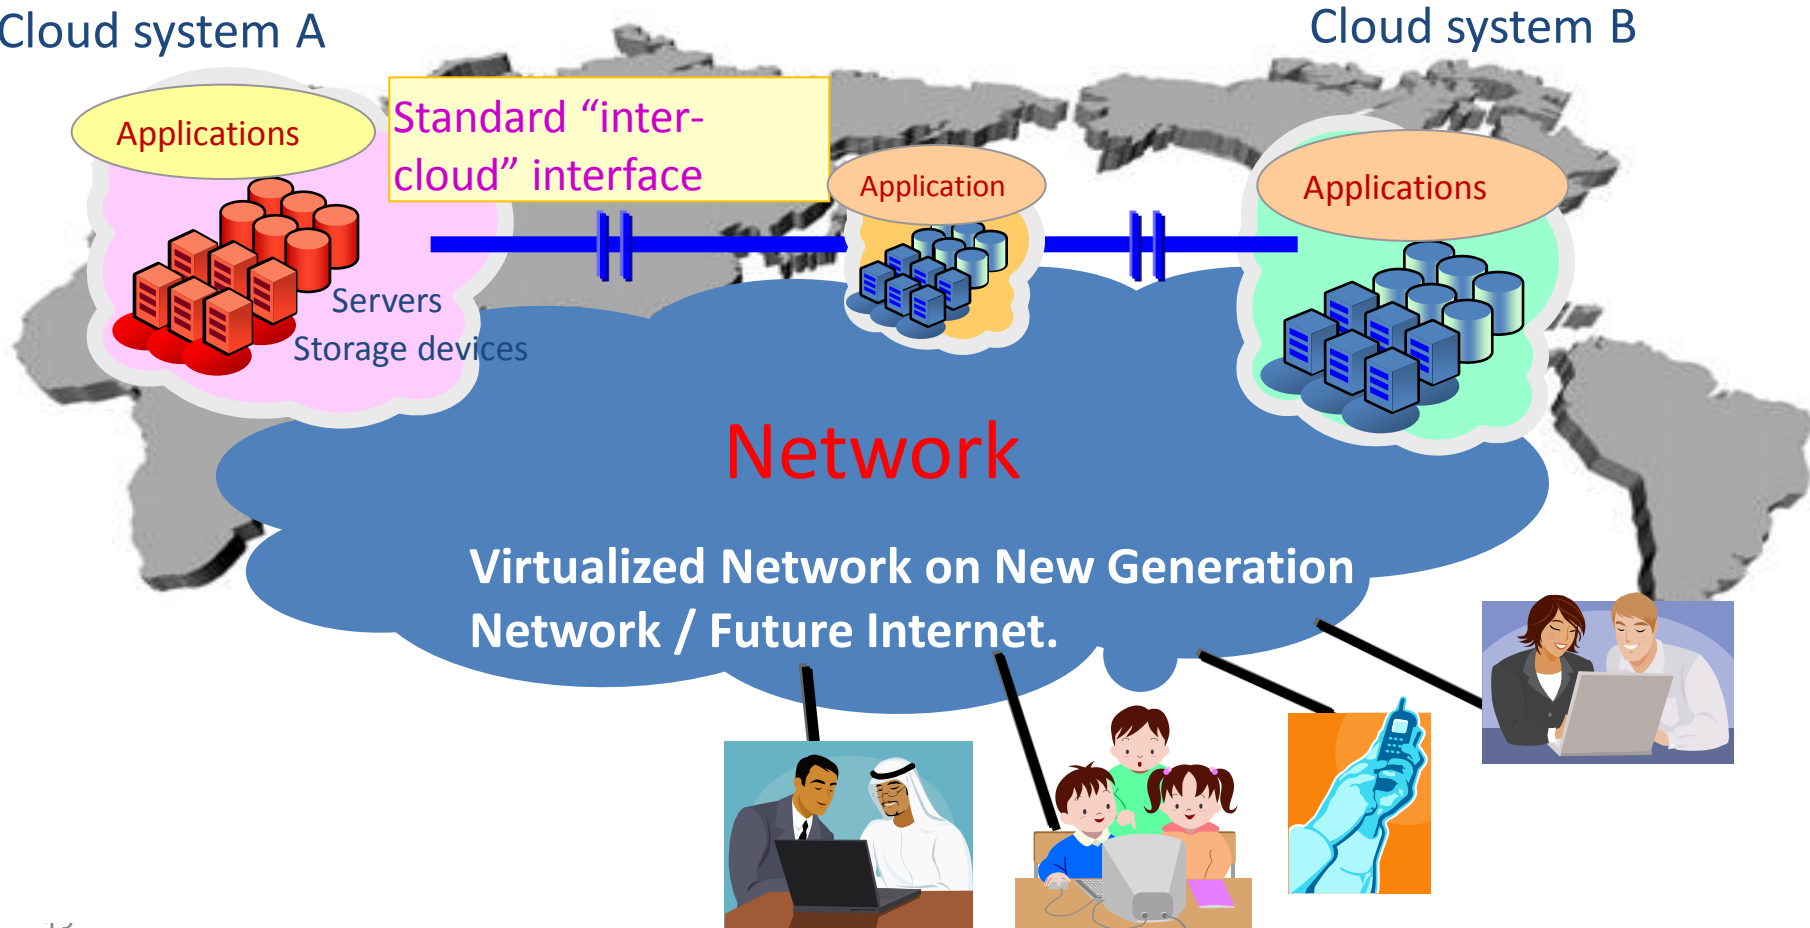 Cloud system A
Cloud system B
Applications
Standard “inter-
cloud” interface
Application
Applications
Servers
Storage devices
Network
Virtualized Network on New Generation
Network / Future Internet.